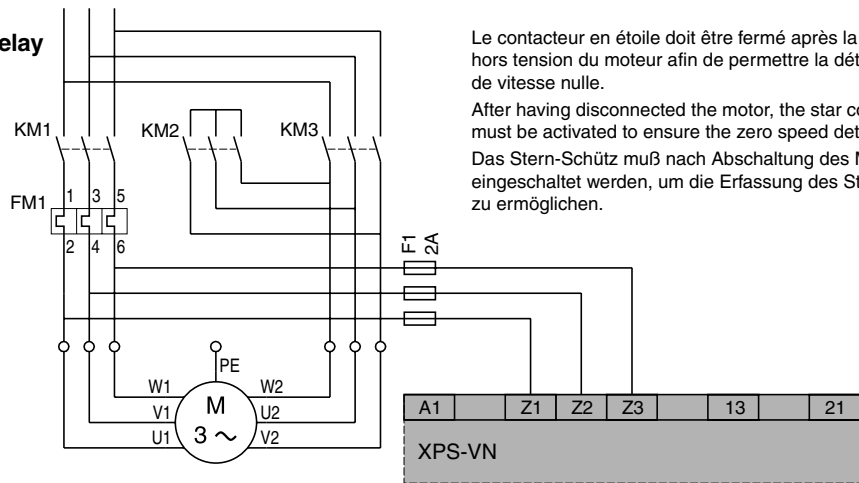 elay
Le contacteur en étoile doit être fermé après la
hors tension du moteur afin de permettre la dét
de vitesse nulle.
After having disconnected the motor, the star co
must be activated to ensure the zero speed det
Das Stern-Schütz muß nach Abschaltung des M
eingeschaltet werden, um die Erfassung des St
zu ermöglichen.
KM1 KM2 KM3
FM1 1 3 5
2 4 6
F1
2A
PE
W1 W2
V1 M U2
U1 3 ~ V2
A1 Z1 Z2 Z3 13 21
XPS-VN